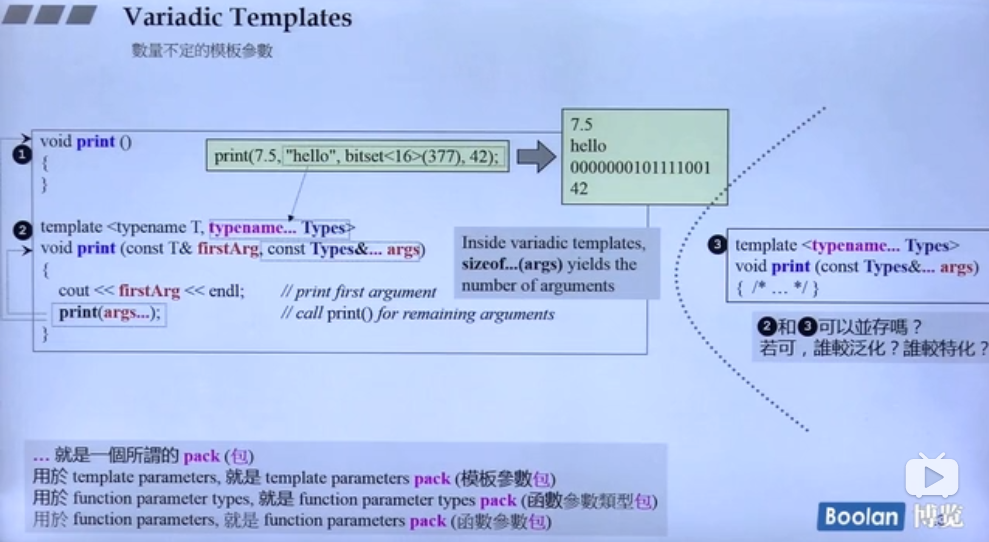 Variadic Templates
數量不定的模板參數
① void print ()
{
}
print(7.5, "hello", bitset<16>(377), 42);
7.5
hello
0000000101111001
42
② template <typename T, typename... Types>
void print (const T& firstArg, const Types&... args)
{
cout << firstArg << endl; // print first argument
print(args...); // call print() for remaining arguments
}
Inside variadic templates,
sizeof...(args) yields the
number of arguments
③ template <typename... Types>
void print (const Types&... args)
{ /* ... */ }
②和③可以並存嗎？
若可，誰較泛化？誰較特化？
... 就是一個所謂的 pack (包)
用於 template parameters, 就是 template parameters pack (模板參數包)
用於 function parameter types, 就是 function parameter types pack (函數參數類型包)
用於 function parameters, 就是 function parameters pack (函數參數包)
Boolan 博览